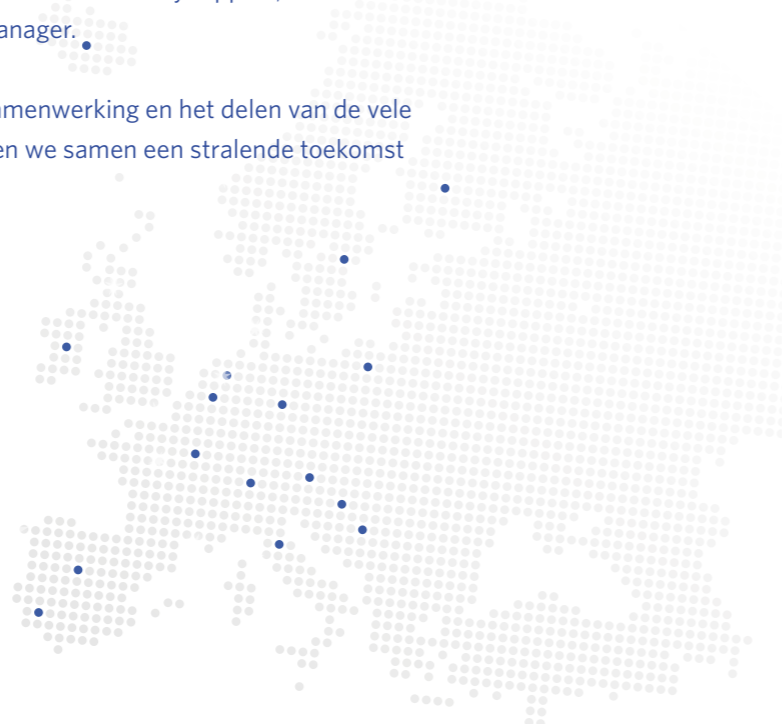 anager.
menwerking en het delen van de vele
en we samen een stralende toekomst